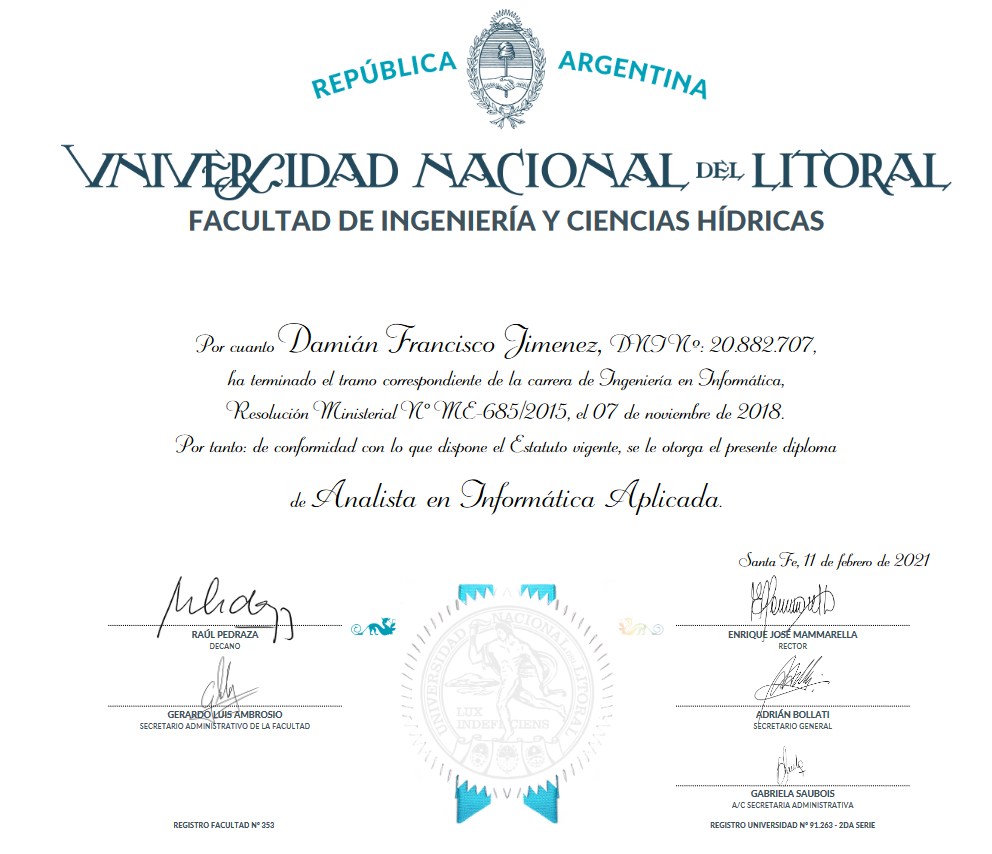 REPÚBLICA ARGENTINA
UNIVERSIDAD NACIONAL DEL LITORAL
FACULTAD DE INGENIERÍA Y CIENCIAS HÍDRICAS
Por cuanto Damián Francisco Jimenez, DNI Nº: 20.882.707,
ha terminado el tramo correspondiente de la carrera de Ingeniería en Informática,
Resolución Ministerial Nº ME-685/2015, el 07 de noviembre de 2018.
Por tanto: de conformidad con lo que dispone el Estatuto vigente, se le otorga el presente diploma
de Analista en Informática Aplicada.
Santa Fe, 11 de febrero de 2021
RAÚL PEDRAZA
DECANO
GERARDO LUIS AMBROSIO
SECRETARIO ADMINISTRATIVO DE LA FACULTAD
UNIVERSIDAD NACIONAL DEL LITORAL
LUX
INDEFICIENS
ENRIQUE JOSÉ MAMMARELLA
RECTOR
ADRIÁN BOLLATI
SECRETARIO GENERAL
GABRIELA SAUBOIS
A/C SECRETARIA ADMINISTRATIVA
REGISTRO FACULTAD Nº 353
REGISTRO UNIVERSIDAD Nº 91.263 - 2DA SERIE